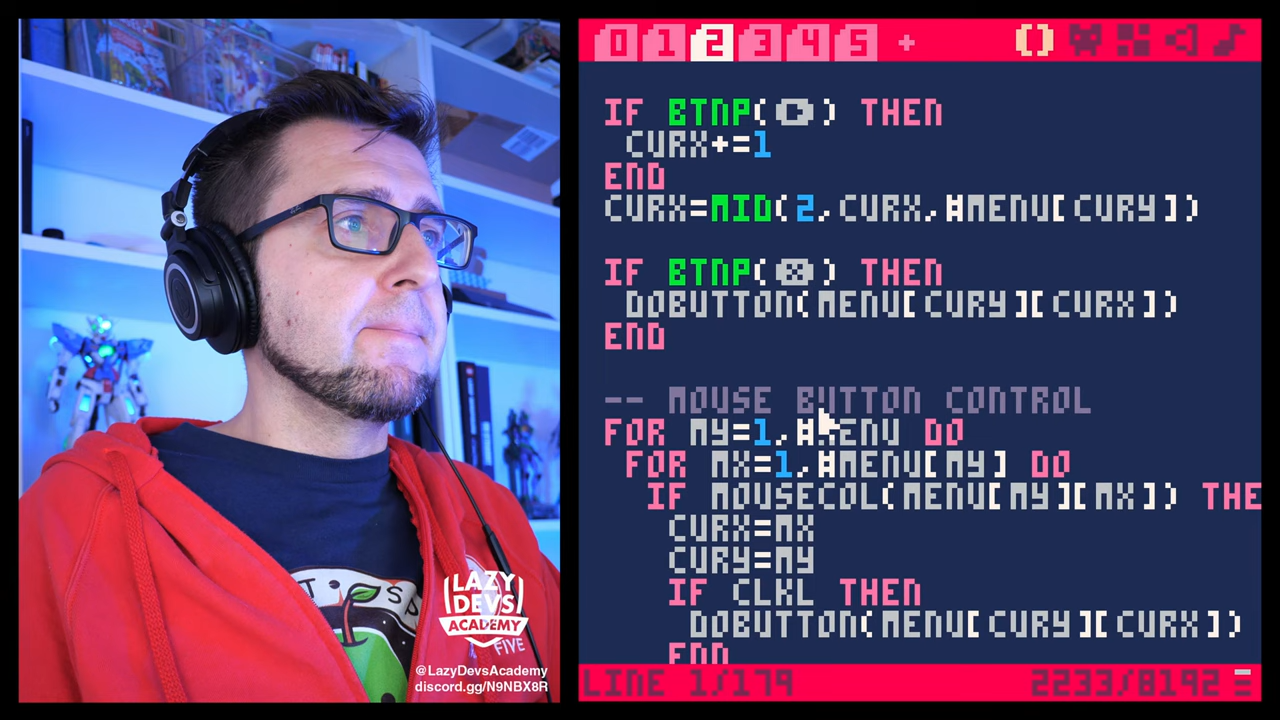 0 1 2 3 4 5 +
IF BTNP(▶) THEN
CURX+=1
END
CURX=MID(2,CURX,#MENU[CURY])
IF BTNP(❎) THEN
DOBUTTON(MENU[CURY][CURX])
END
-- MOUSE BUTTON CONTROL
FOR MY=1,#MENU DO
FOR MX=1,#MENU[MY] DO
IF MOUSECOL(MENU[MY][MX]) THE
CURX=MX
CURY=MY
IF CLKL THEN
DOBUTTON(MENU[CURY][CURX])
END
LINE 1/179 2233/8192
LAZY
DEVS
ACADEMY
FIVE
@LazyDevsAcademy
discord.gg/N9NBX8R